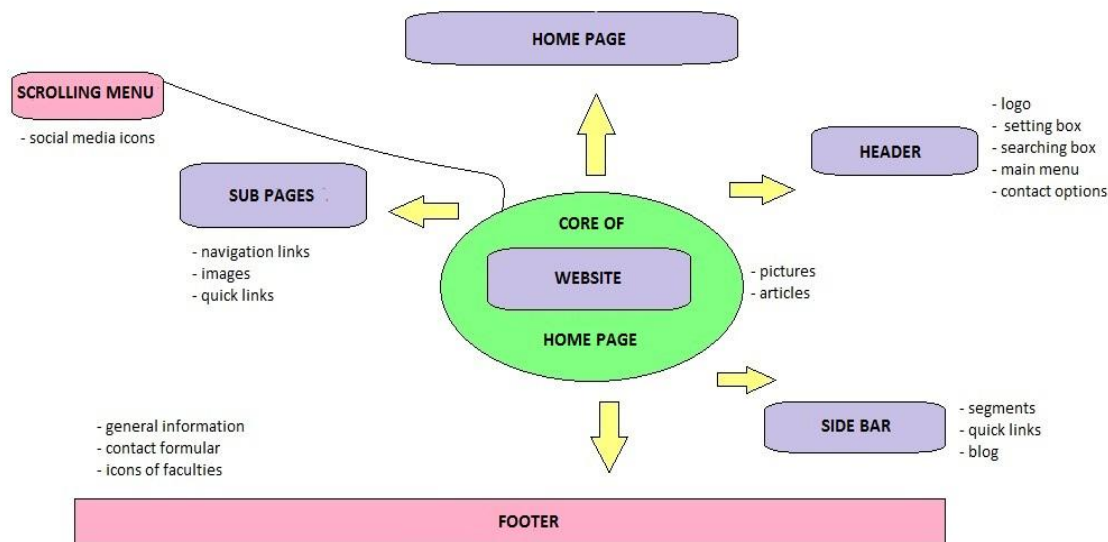 HOME PAGE
SCROLLING MENU
- social media icons
HEADER
- logo
- setting box
- searching box
- main menu
- contact options
SUB PAGES
- navigation links
- images
- quick links
CORE OF
WEBSITE
HOME PAGE
- pictures
- articles
SIDE BAR
- segments
- quick links
- blog
- general information
- contact formular
- icons of faculties
FOOTER